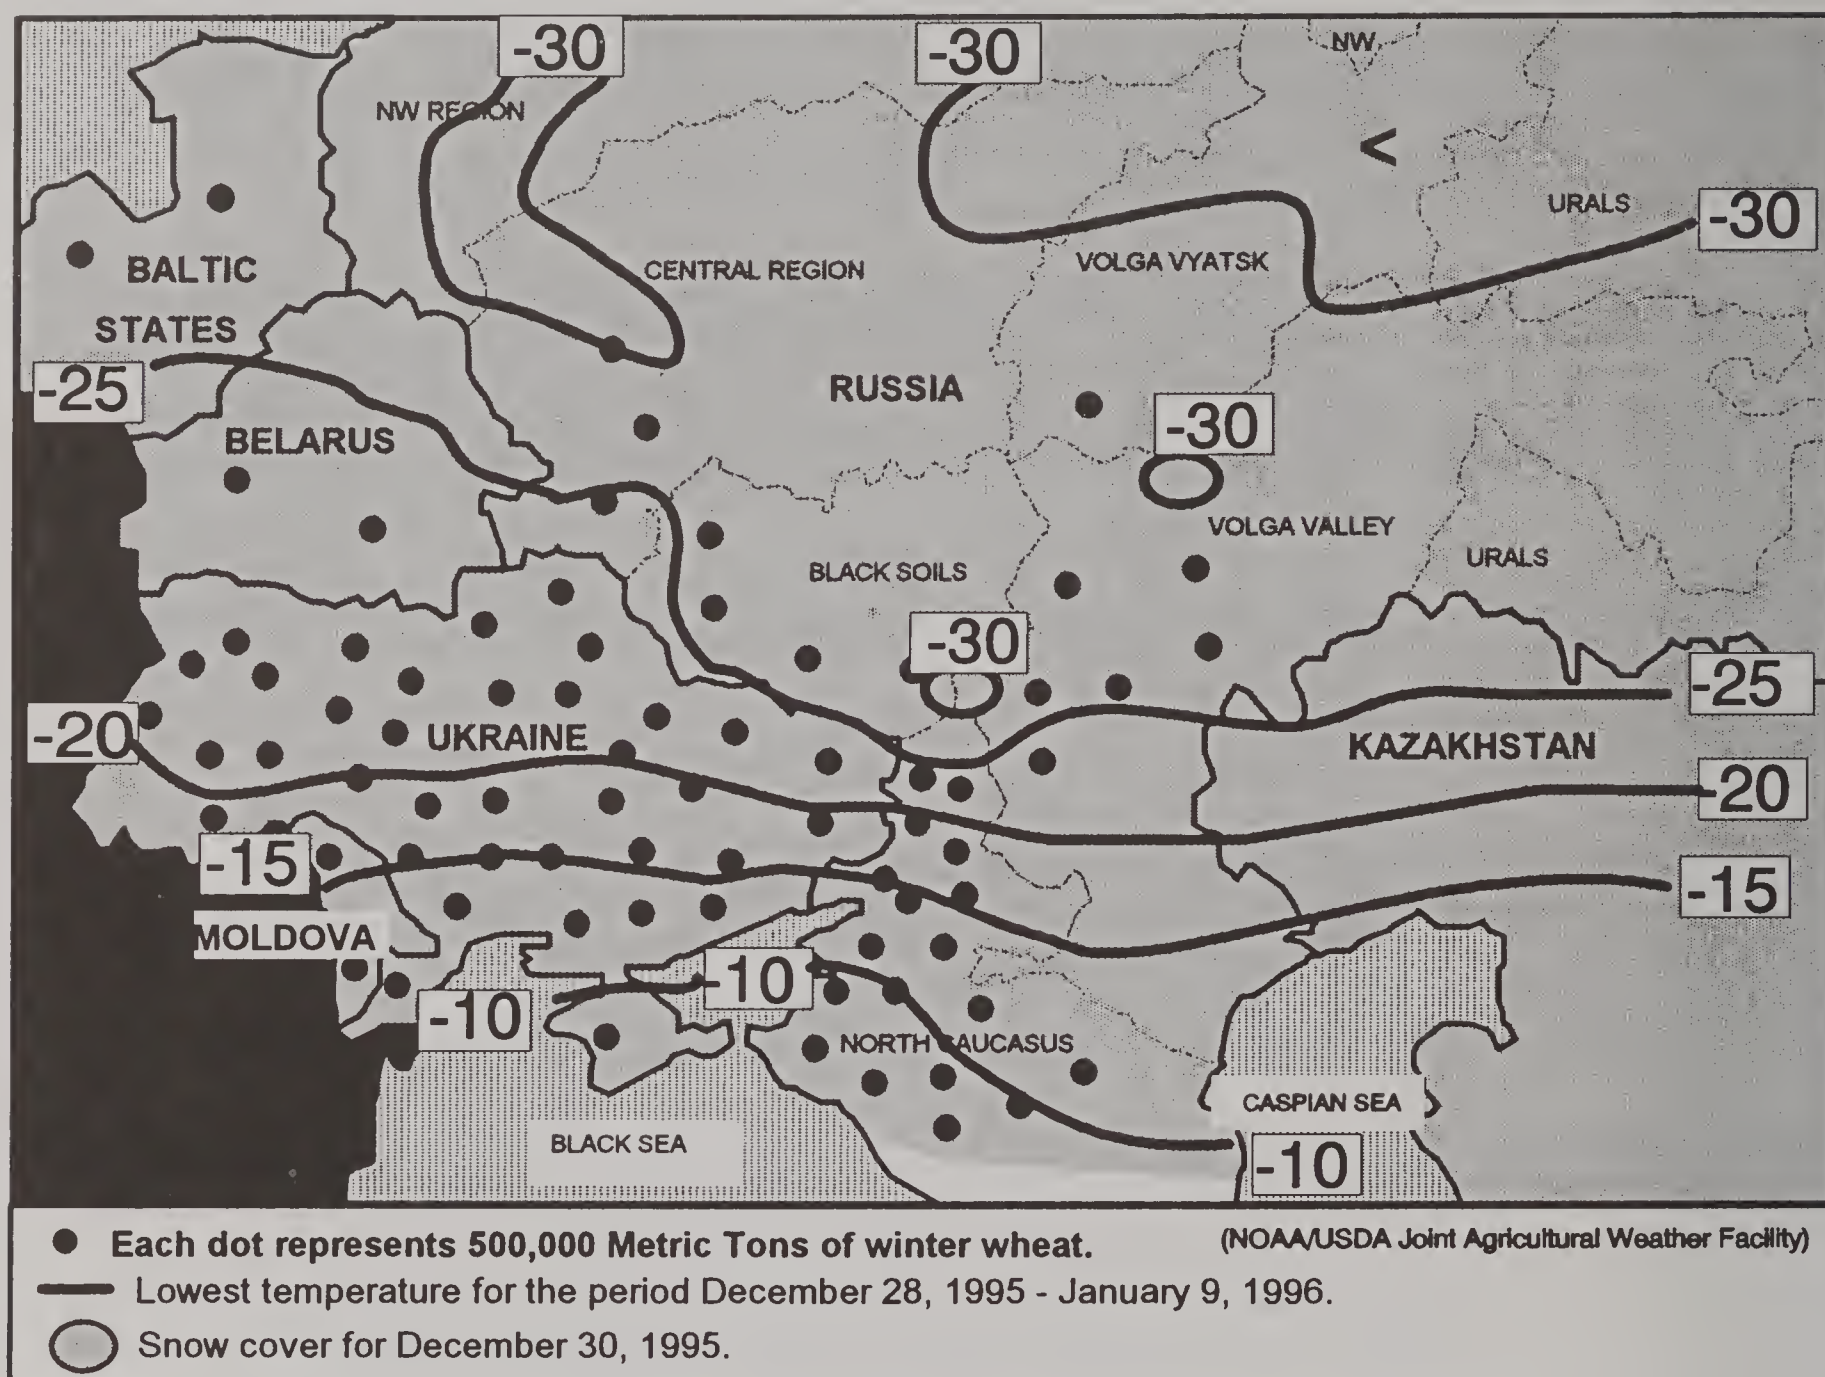 -30
-30
NW
NW REGION
<
URALS
-30
BALTIC
STATES
CENTRAL REGION
VOLGA VYATSK
-25
RUSSIA
-30
BELARUS
VOLGA VALLEY
URALS
BLACK SOILS
-30
-25
-20
UKRAINE
KAZAKHSTAN
-20
-15
-15
MOLDOVA
-10
-10
NORTH CAUCASUS
CASPIAN SEA
BLACK SEA
-10
Each dot represents 500,000 Metric Tons of winter wheat.
(NOAA/USDA Joint Agricultural Weather Facility)
Lowest temperature for the period December 28, 1995 - January 9, 1996.
Snow cover for December 30, 1995.